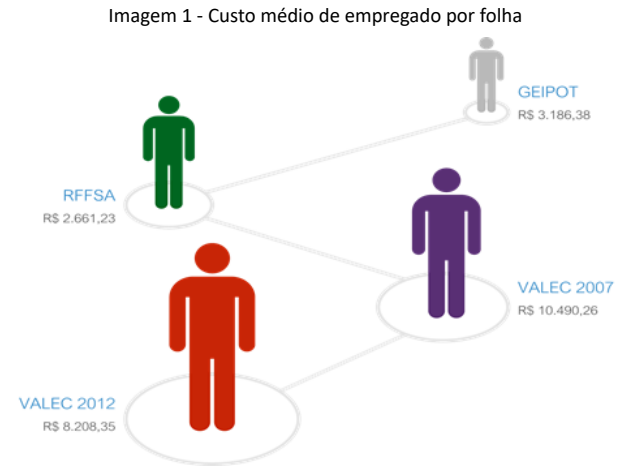 Imagem 1 - Custo médio de empregado por folha
GEIPOT
R$ 3.186,38
RFFSA
R$ 2.661,23
VALEC 2007
R$ 10.490,26
VALEC 2012
R$ 8.208,35